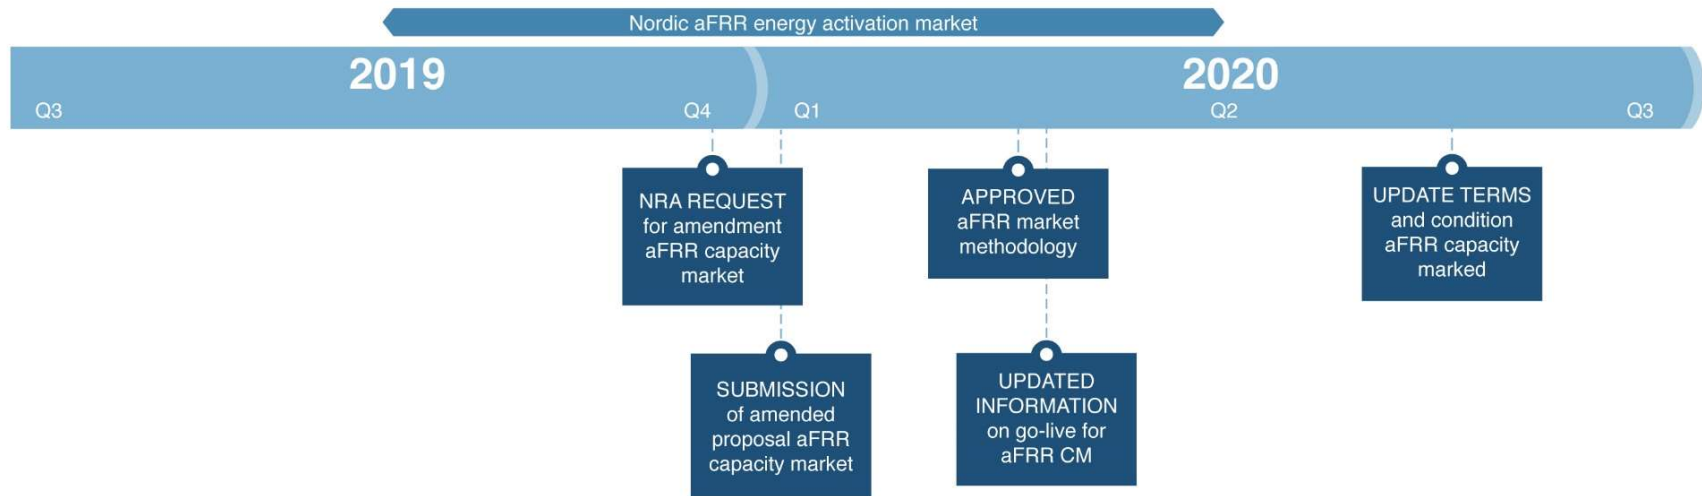 Nordic aFRR energy activation market
2019
2020
Q3
Q4
Q1
Q2
Q3
NRA REQUEST
for amendment
aFRR capacity
market
APPROVED
aFRR market
methodology
UPDATE TERMS
and condition
aFRR capacity
marked
SUBMISSION
of amended
proposal aFRR
capacity market
UPDATED
INFORMATION
on go-live for
aFRR CM